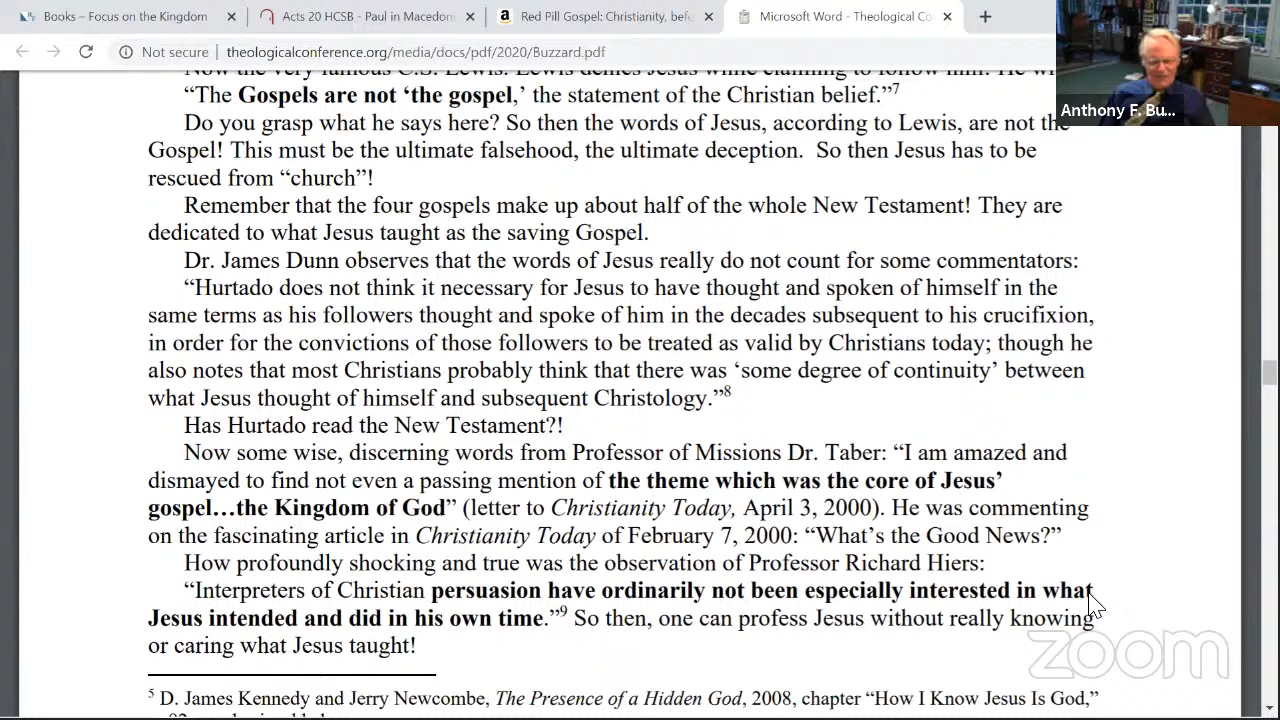 Books – Focus on the Kingdom
Acts 20 HCSB - Paul in Macedoni
Red Pill Gospel: Christianity, bef
Microsoft Word - Theological Co
Not secure | theologicalconference.org/media/docs/pdf/2020/Buzzard.pdf
Anthony F. Bu...
Now the very famous C.S. Lewis. Lewis denies Jesus while claiming to follow him! He
“The Gospels are not ‘the gospel,’ the statement of the Christian belief.”7
Do you grasp what he says here? So then the words of Jesus, according to Lewis, are not the
Gospel! This must be the ultimate falsehood, the ultimate deception. So then Jesus has to be
rescued from “church”!
Remember that the four gospels make up about half of the whole New Testament! They are
dedicated to what Jesus taught as the saving Gospel.
Dr. James Dunn observes that the words of Jesus really do not count for some commentators:
“Hurtado does not think it necessary for Jesus to have thought and spoken of himself in the
same terms as his followers thought and spoke of him in the decades subsequent to his crucifixion,
in order for the convictions of those followers to be treated as valid by Christians today; though he
also notes that most Christians probably think that there was ‘some degree of continuity’ between
what Jesus thought of himself and subsequent Christology.”8
Has Hurtado read the New Testament?!
Now some wise, discerning words from Professor of Missions Dr. Taber: “I am amazed and
dismayed to find not even a passing mention of the theme which was the core of Jesus’
gospel…the Kingdom of God” (letter to Christianity Today, April 3, 2000). He was commenting
on the fascinating article in Christianity Today of February 7, 2000: “What’s the Good News?”
How profoundly shocking and true was the observation of Professor Richard Hiers:
“Interpreters of Christian persuasion have ordinarily not been especially interested in what
Jesus intended and did in his own time.”9 So then, one can profess Jesus without really knowing
or caring what Jesus taught!
zoom
5 D. James Kennedy and Jerry Newcombe, The Presence of a Hidden God, 2008, chapter “How I Know Jesus Is God,”